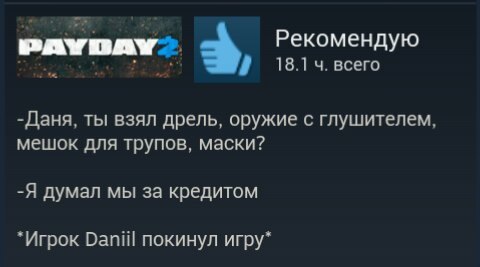 PAYDAY 2
Рекомендую
18.1 ч. всего
-Даня, ты взял дрель, оружие с глушителем,
мешок для трупов, маски?
-Я думал мы за кредитом
*Игрок Daniil покинул игру*